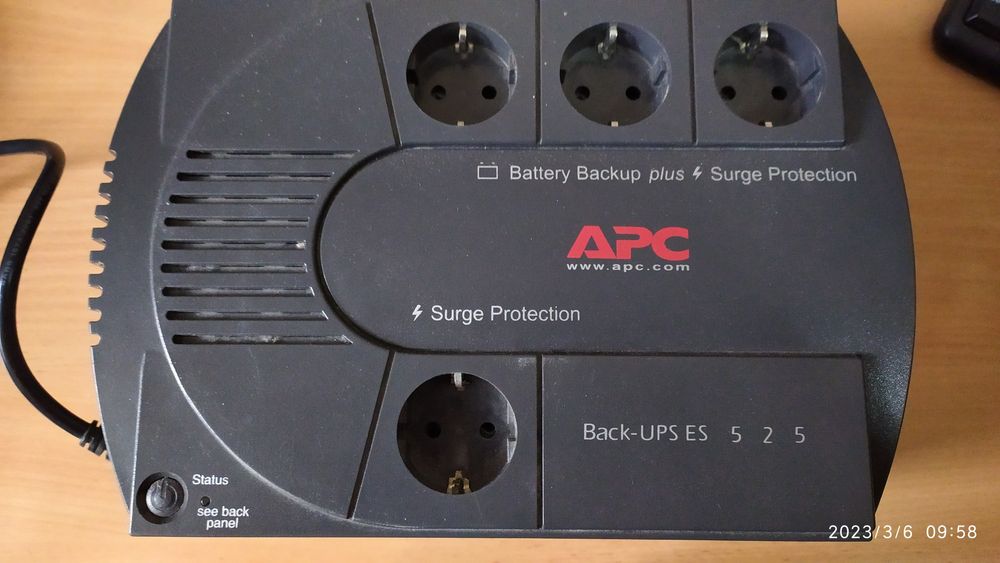 Battery Backup plus Surge Protection
APC
www.apc.com
Surge Protection
Back-UPS ES 5 2 5
Status
see back
panel
2023/3/6 09:58